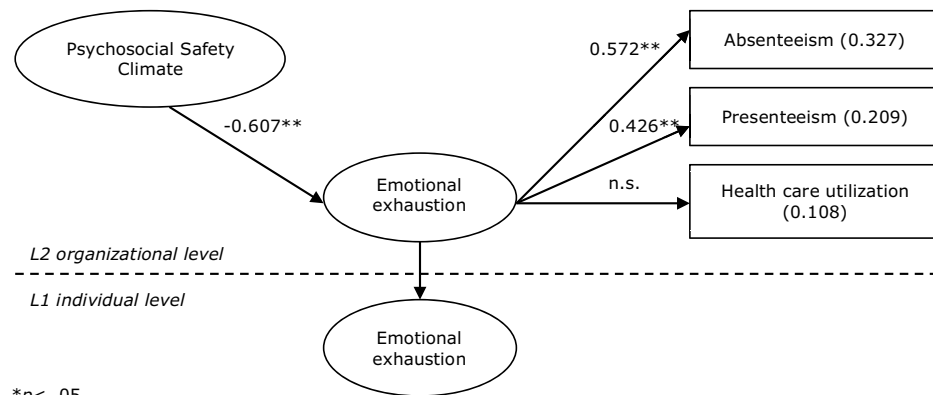 Psychosocial Safety
Climate
0.572**
Absenteeism (0.327)
-0.607**
0.426**
Presenteeism (0.209)
Emotional
exhaustion
n.s.
Health care utilization
(0.108)
L2 organizational level
L1 individual level
Emotional
exhaustion
*p< .05